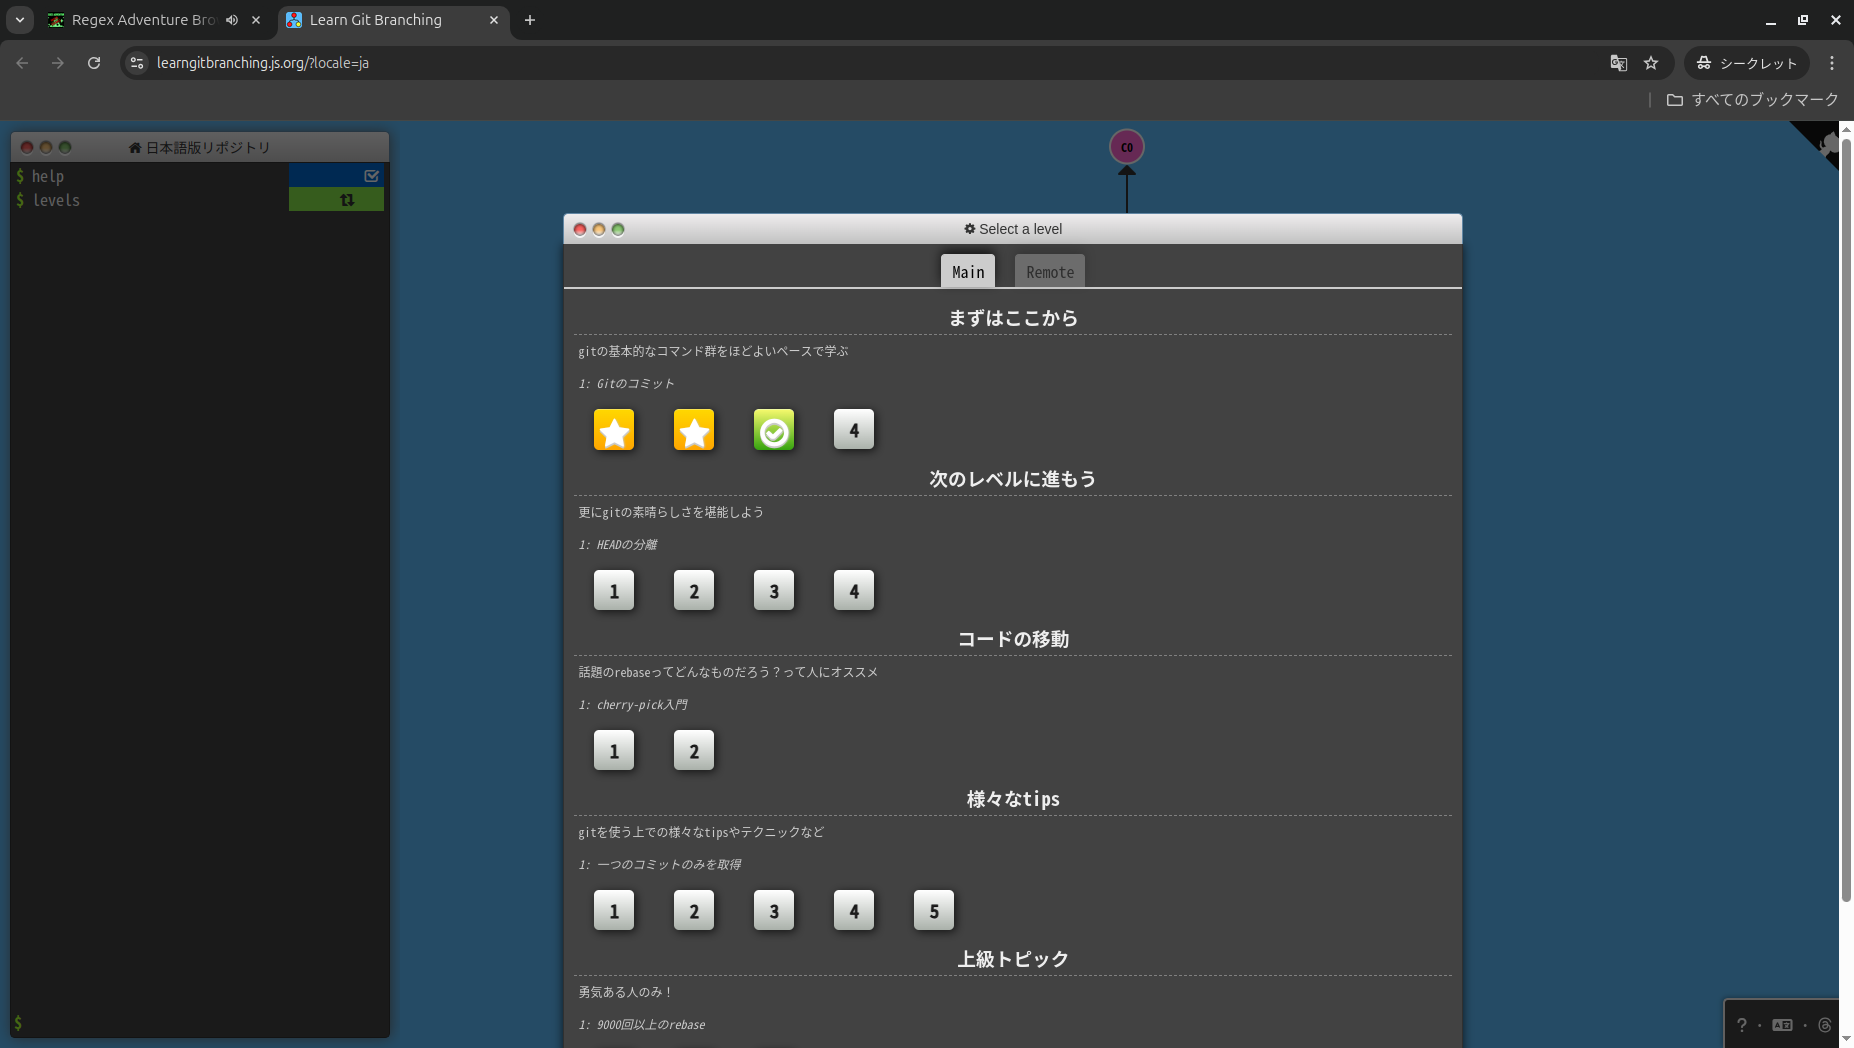 Regex Adventure Bro
Learn Git Branching
learngitbranching.js.org/?locale=ja
シークレット
すべてのブックマーク
日本語版リポジトリ
$ help
$ levels
$
C0
Select a level
Main
Remote
まずはここから
gitの基本的なコマンド群をほどよいペースで学ぶ
1: Gitのコミット
4
次のレベルに進もう
更にgitの素晴らしさを堪能しよう
1: HEADの分離
1 2 3 4
コードの移動
話題のrebaseってどんなものだろう？って人にオススメ
1: cherry-pick入門
1 2
様々なtips
gitを使う上での様々なtipsやテクニックなど
1: 一つのコミットのみを取得
1 2 3 4 5
上級トピック
勇気ある人のみ！
1: 9000回以上のrebase
?